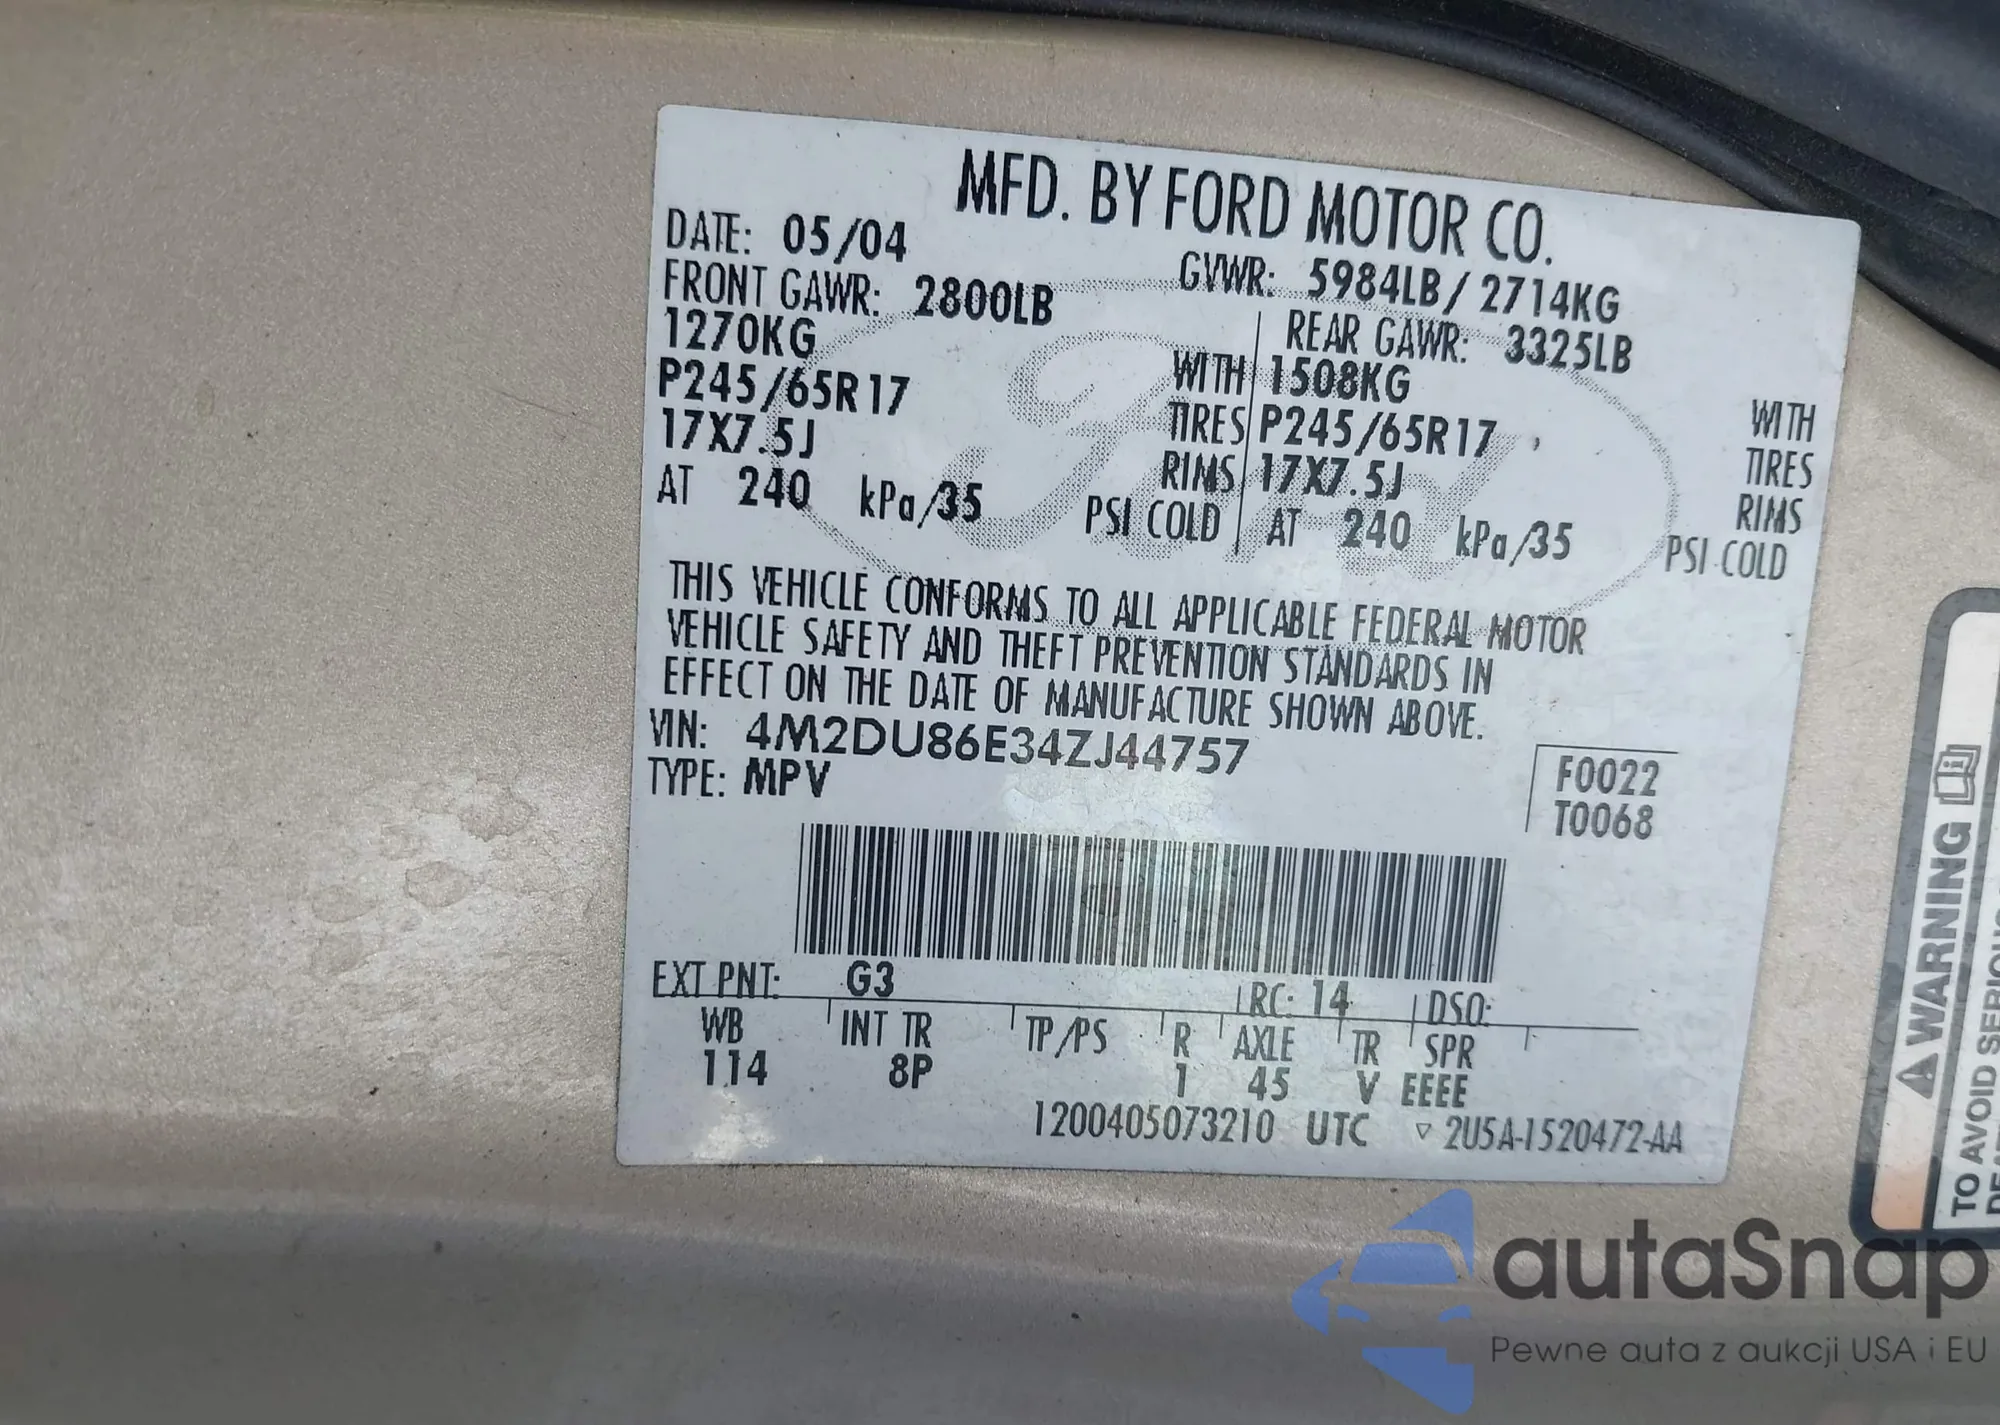 MFD. BY FORD MOTOR CO.
DATE: 05/04 GVWR: 5984LB / 2714KG
FRONT GAWR: 2800LB REAR GAWR: 3325LB
1270KG WITH 1508KG WITH
P245/65R17 TIRES P245/65R17 TIRES
17X7.5J RIMS 17X7.5J RIMS
AT 240 kPa/35 PSI COLD AT 240 kPa/35 PSI COLD
THIS VEHICLE CONFORMS TO ALL APPLICABLE FEDERAL MOTOR
VEHICLE SAFETY AND THEFT PREVENTION STANDARDS IN
EFFECT ON THE DATE OF MANUFACTURE SHOWN ABOVE.
VIN: 4M2DU86E34ZJ44757
TYPE: MPV
F0022
T0068
EXT PNT: G3 RC: 14 DSO:
WB INT TR TP/PS R AXLE TR SPR
114 8P 1 45 V EEEE
1200405073210 UTC ▽ 2U5A-1520472-AA
Ford
⚠ WARNING
TO AVOID SERIOUS
autaSnap
Pewne auta z aukcji USA i EU